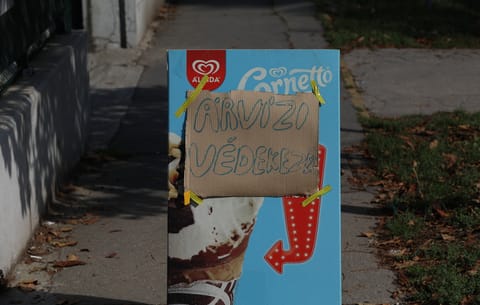 ALGIDA
Cornetto
ÁRVÍZI
VÉDEKEZÉS